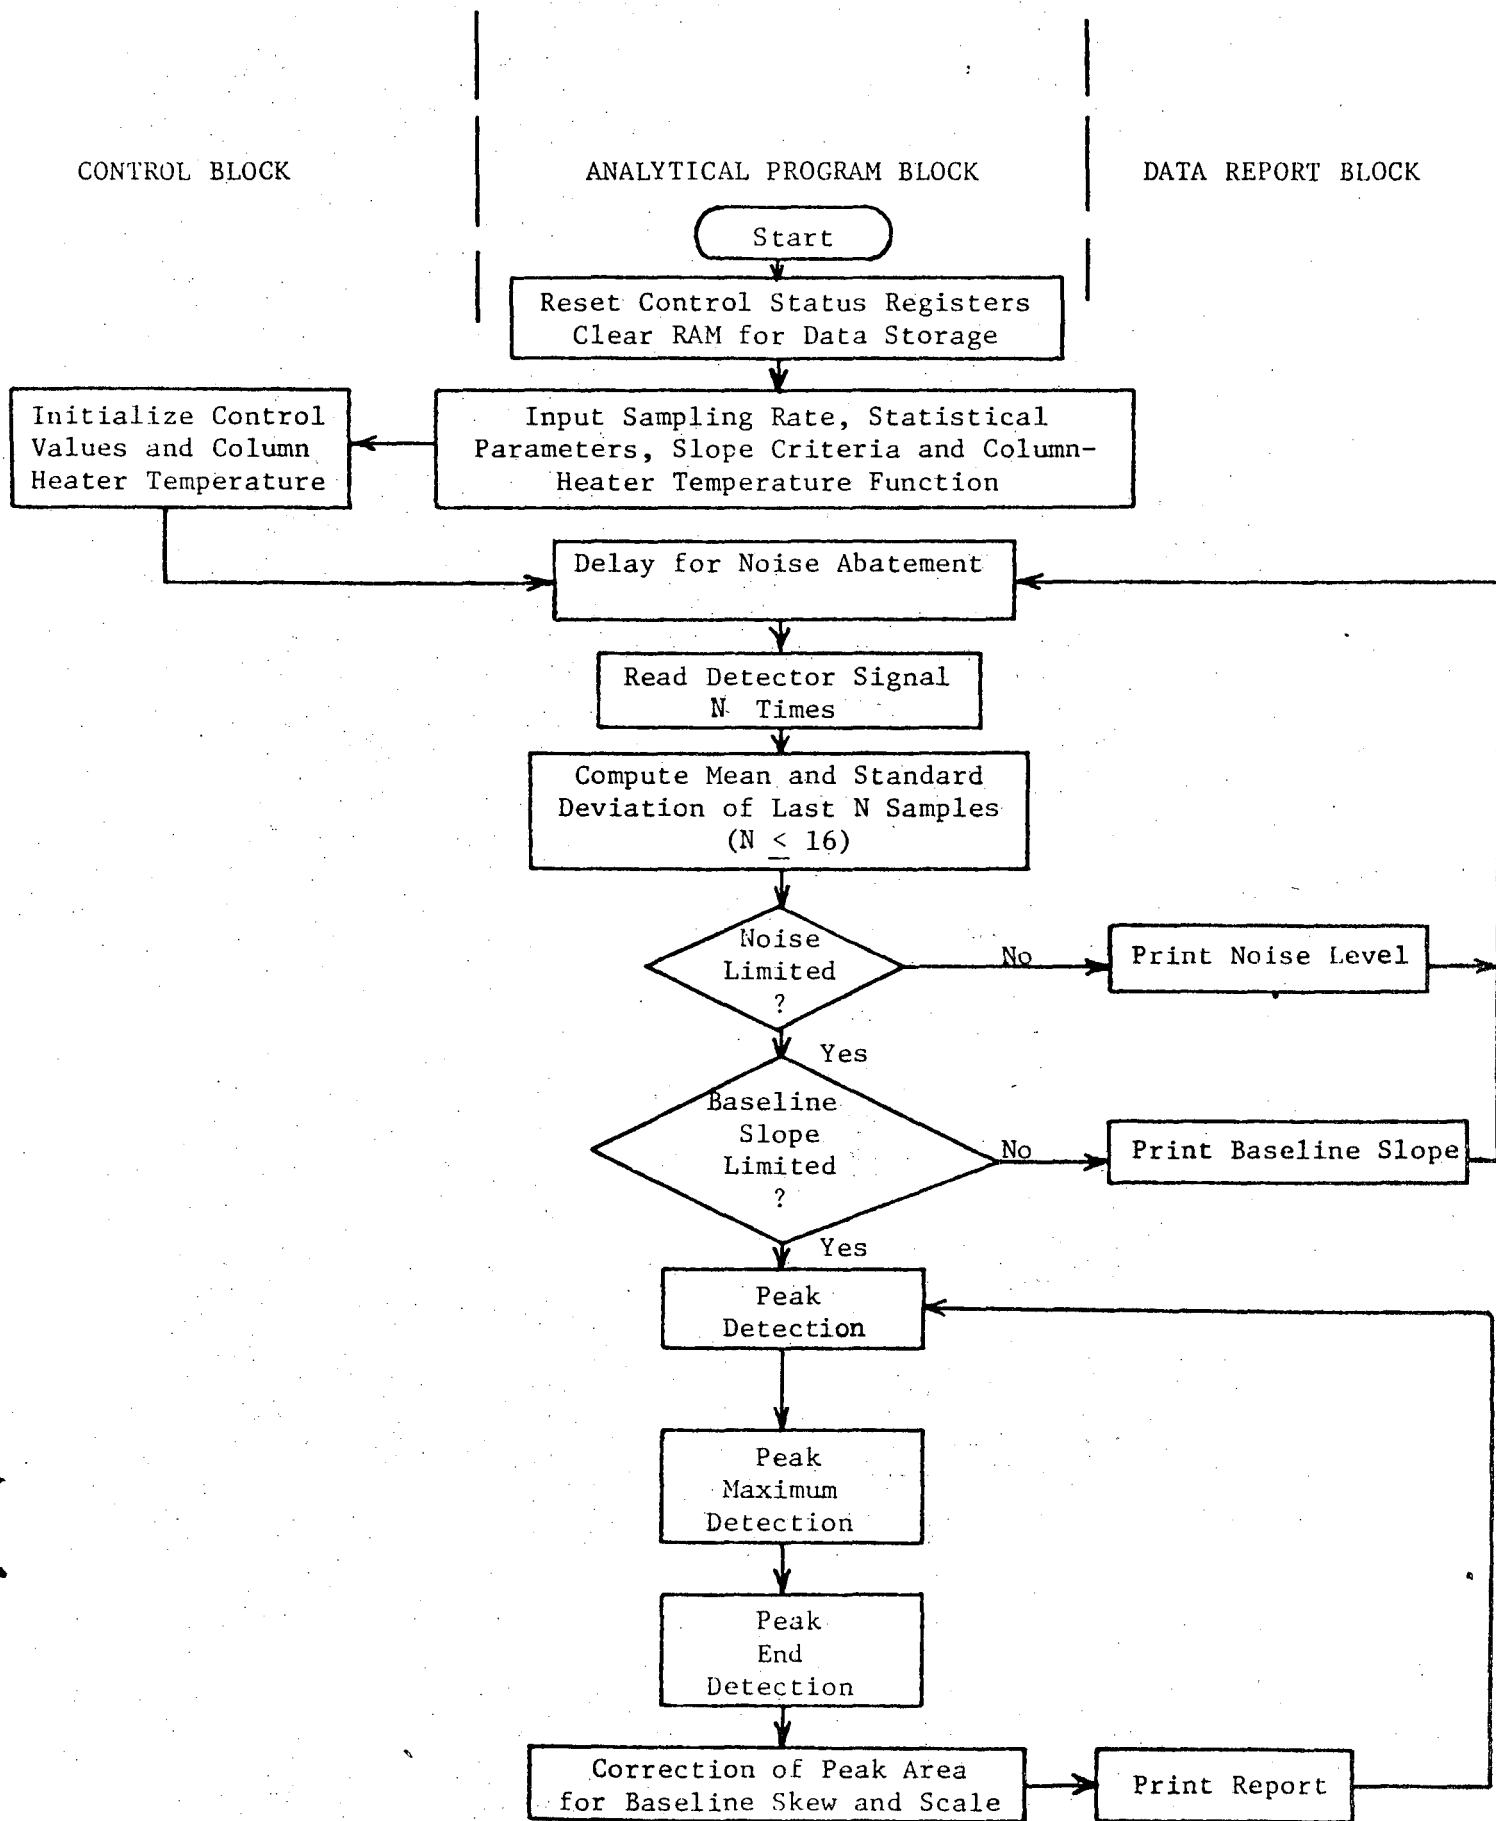 CONTROL BLOCK
ANALYTICAL PROGRAM BLOCK
DATA REPORT BLOCK
Start
Reset Control Status Registers
Clear RAM for Data Storage
Initialize Control
Values and Column
Heater Temperature
Input Sampling Rate, Statistical
Parameters, Slope Criteria and Column-
Heater Temperature Function
Delay for Noise Abatement
Read Detector Signal
N Times
Compute Mean and Standard
Deviation of Last N Samples
(N ≤ 16)
Noise
Limited
?
No
Print Noise Level
Yes
Baseline
Slope
Limited
?
No
Print Baseline Slope
Yes
Peak
Detection
Peak
Maximum
Detection
Peak
End
Detection
Correction of Peak Area
for Baseline Skew and Scale
Print Report